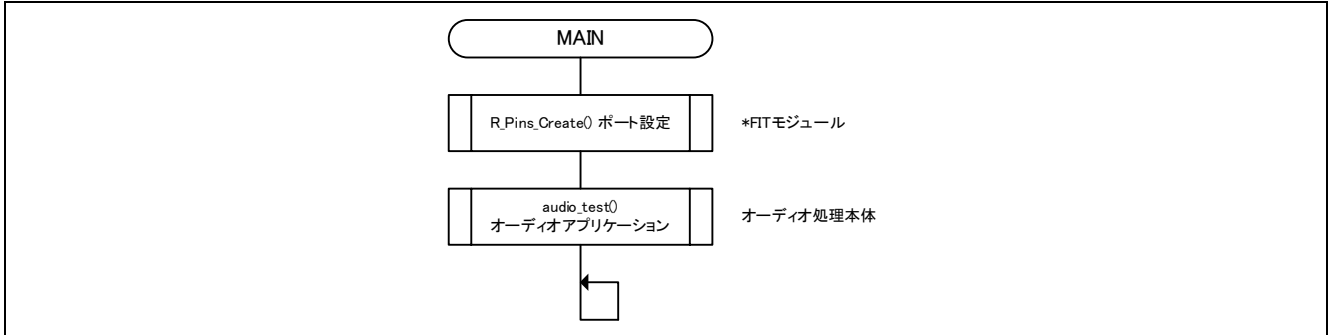 MAIN
R_Pins_Create() ポート設定
*FITモジュール
audio_test()
オーディオアプリケーション
オーディオ処理本体